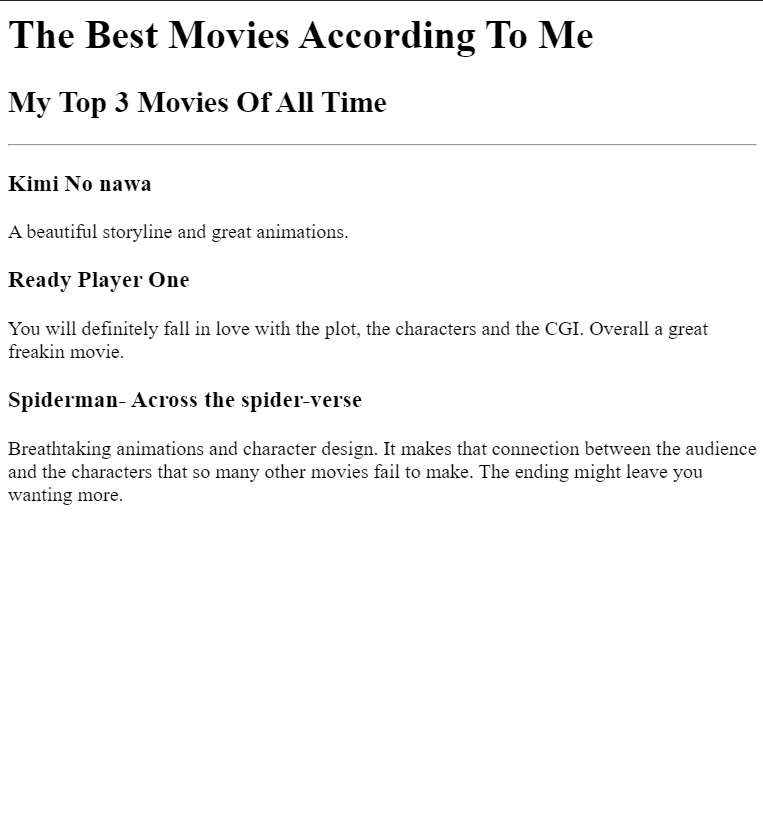 The Best Movies According To Me
My Top 3 Movies Of All Time
Kimi No nawa
A beautiful storyline and great animations.
Ready Player One
You will definitely fall in love with the plot, the characters and the CGI. Overall a great
freakin movie.
Spiderman- Across the spider-verse
Breathtaking animations and character design. It makes that connection between the audience
and the characters that so many other movies fail to make. The ending might leave you
wanting more.